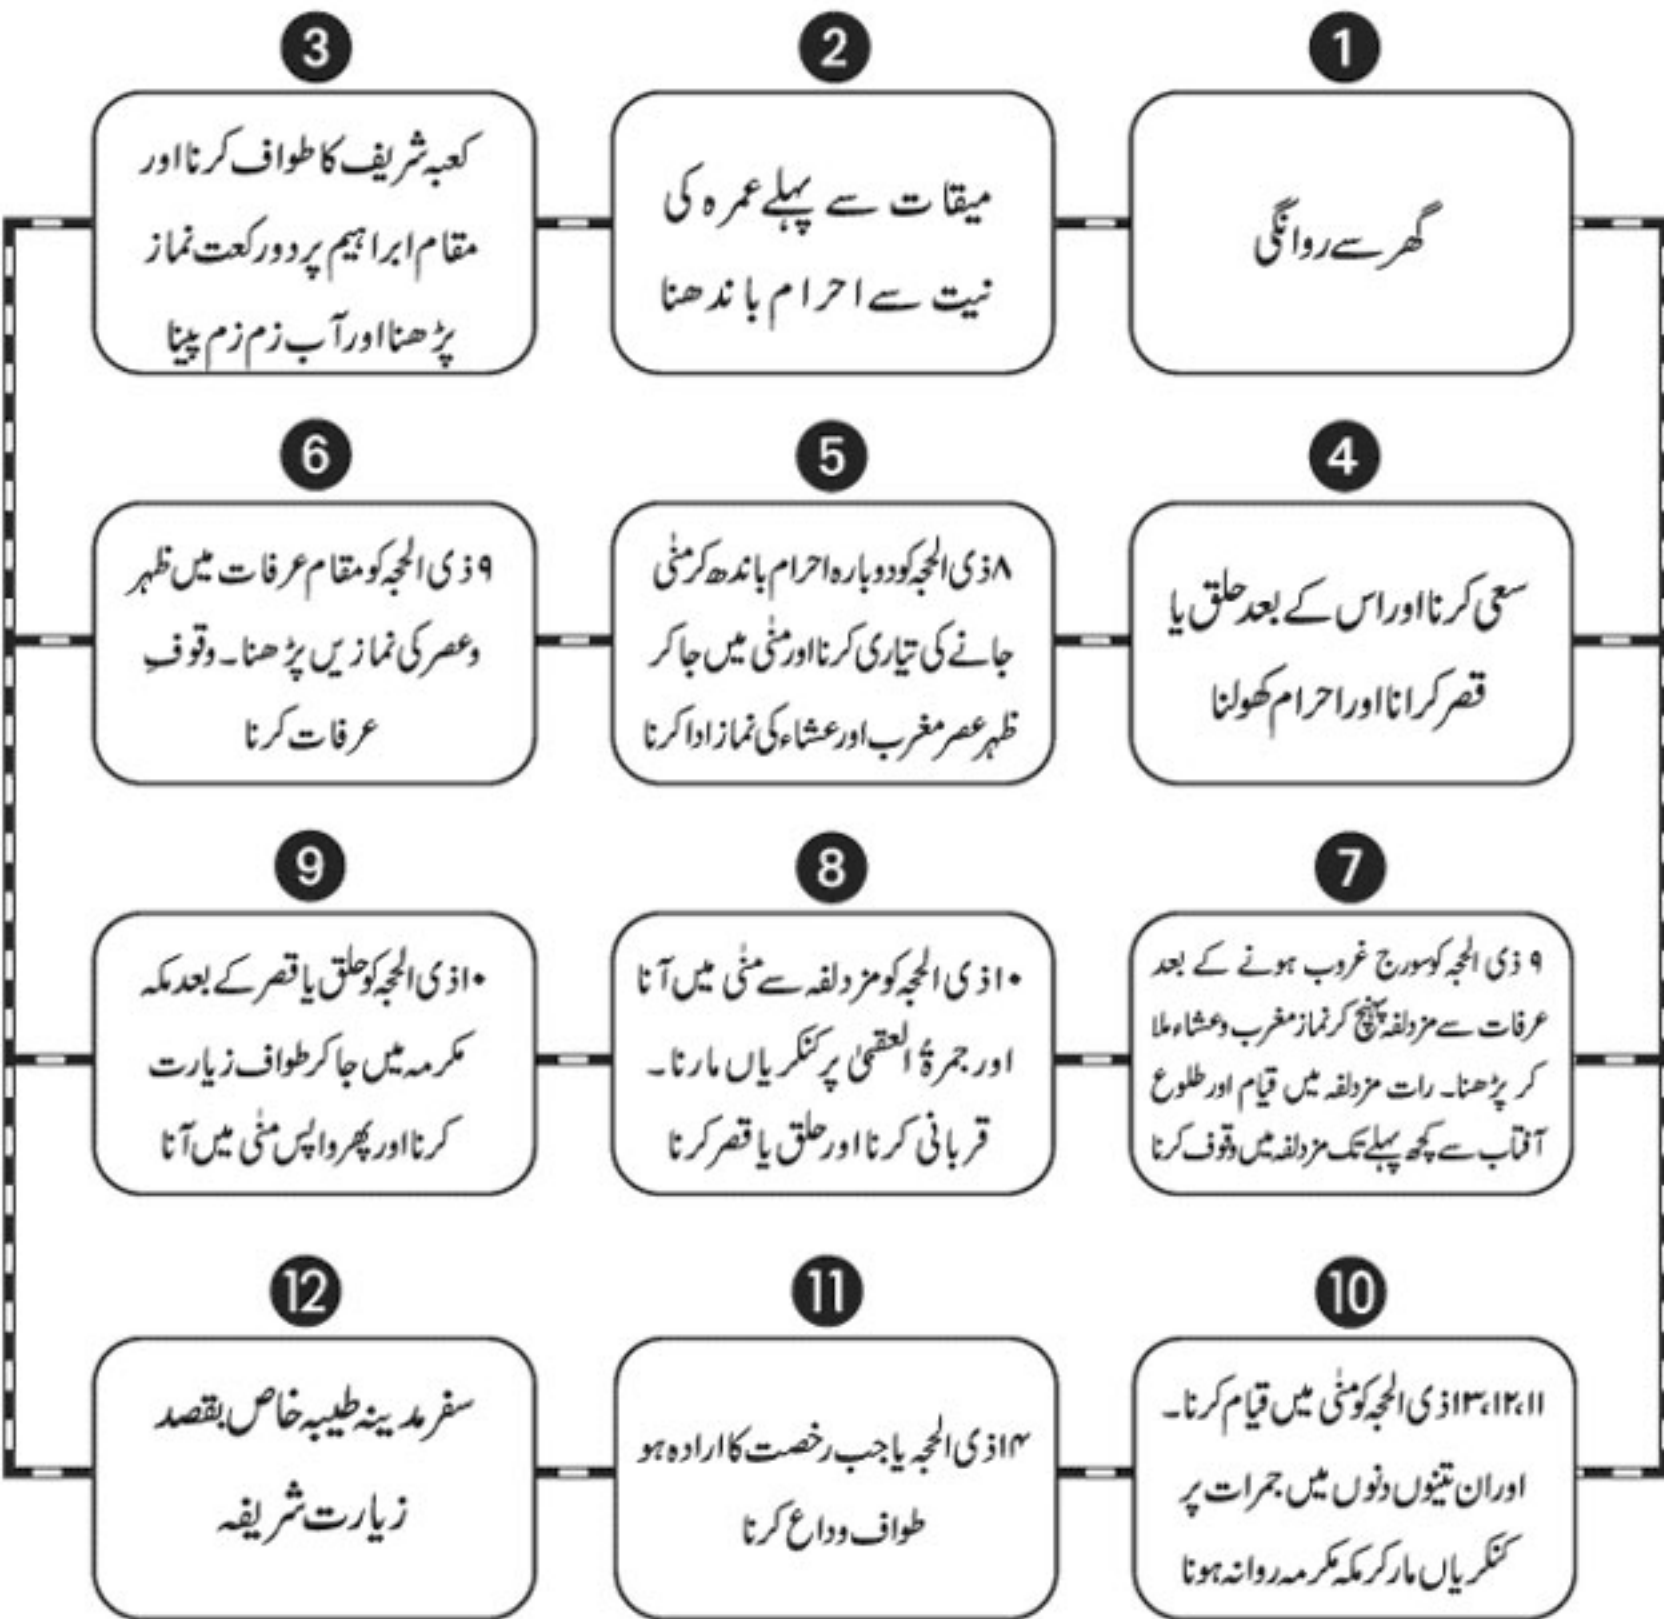 1
گھر سے روانگی
2
میقات سے پہلے عمرہ کی
نیت سے احرام باندھنا
3
کعبہ شریف کا طواف کرنا اور
مقام ابراہیم پر دو رکعت نماز
پڑھنا اور آب زم زم پینا
4
سعی کرنا اور اس کے بعد حلق یا
قصر کرانا اور احرام کھولنا
5
۸ ذی الحجہ کو دوبارہ احرام باندھ کر منٰی
جانے کی تیاری کرنا اور منٰی میں جا کر
ظہر عصر مغرب اور عشاء کی نماز ادا کرنا
6
۹ ذی الحجہ کو مقام عرفات میں ظہر
و عصر کی نمازیں پڑھنا۔ وقوفِ
عرفات کرنا
7
۹ ذی الحجہ کو سورج غروب ہونے کے بعد
عرفات سے مزدلفہ پہنچ کر نماز مغرب و عشاء ملا
کر پڑھنا۔ رات مزدلفہ میں قیام اور طلوع
آفتاب سے کچھ پہلے تک مزدلفہ میں وقوف کرنا
8
۱۰ ذی الحجہ کو مزدلفہ سے منٰی میں آنا
اور جمرۃُ العقبیٰ پر کنکریاں مارنا۔
قربانی کرنا اور حلق یا قصر کرنا
9
۱۰ ذی الحجہ کو حلق یا قصر کے بعد مکہ
مکرمہ میں جا کر طواف زیارت
کرنا اور پھر واپس منٰی میں آنا
10
۱۱،۱۲،۱۳ ذی الحجہ کو منٰی میں قیام کرنا۔
اور ان تینوں دنوں میں جمرات پر
کنکریاں مار کر مکہ مکرمہ روانہ ہونا
11
۱۴ ذی الحجہ یا جب رخصت کا ارادہ ہو
طواف وداع کرنا
12
سفر مدینہ طیبہ خاص بقصد
زیارت شریفہ